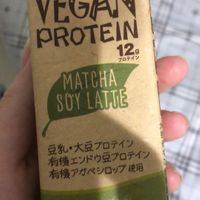 VEGAN
PROTEIN
12g
プロテイン
MATCHA
SOY LATTE
豆乳・大豆プロテイン
有機エンドウ豆プロテイン
有機アガベシロップ 使用